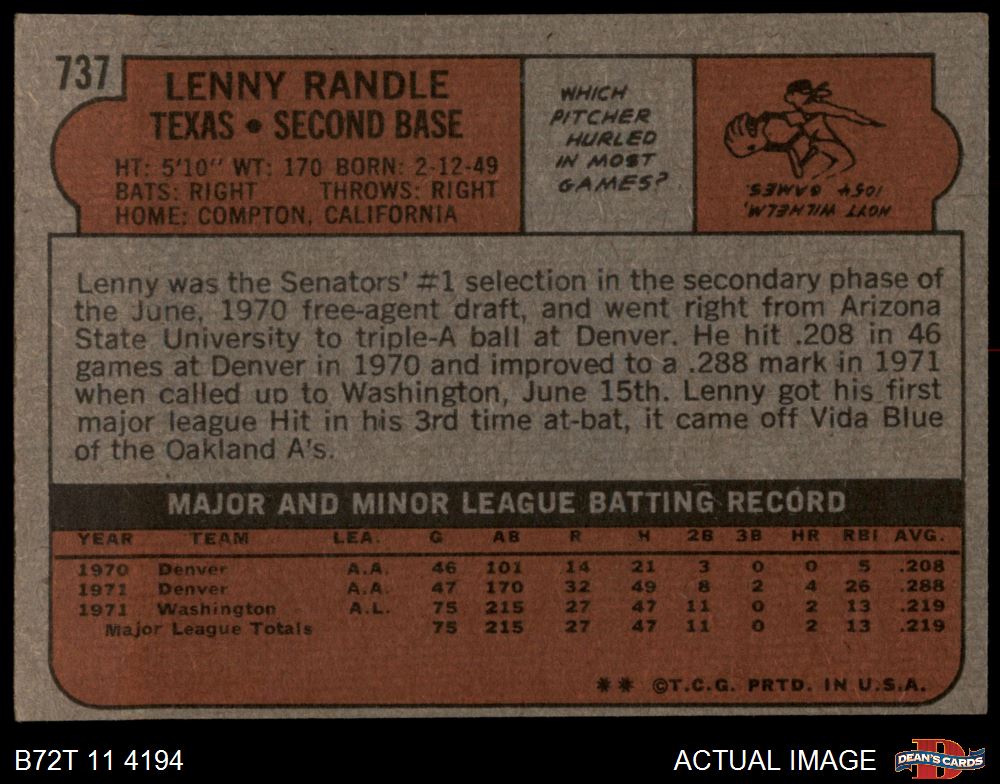 737
LENNY RANDLE
TEXAS • SECOND BASE
HT: 5'10" WT: 170 BORN: 2-12-49
BATS: RIGHT THROWS: RIGHT
HOME: COMPTON, CALIFORNIA
WHICH
PITCHER
HURLED
IN MOST
GAMES?
HOYT WILHELM,
1054 GAMES.
Lenny was the Senators' #1 selection in the secondary phase of
the June, 1970 free-agent draft, and went right from Arizona
State University to triple-A ball at Denver. He hit .208 in 46
games at Denver in 1970 and improved to a .288 mark in 1971
when called up to Washington, June 15th. Lenny got his first
major league Hit in his 3rd time at-bat, it came off Vida Blue
of the Oakland A's.
MAJOR AND MINOR LEAGUE BATTING RECORD
YEAR TEAM LEA. G AB R H 2B 3B HR RBI AVG.
1970 Denver A.A. 46 101 14 21 3 0 0 5 .208
1971 Denver A.A. 47 170 32 49 8 2 4 26 .288
1971 Washington A.L. 75 215 27 47 11 0 2 13 .219
Major League Totals 75 215 27 47 11 0 2 13 .219
** ©T.C.G. PRTD. IN U.S.A.
B72T 11 4194
ACTUAL IMAGE
DEAN'S CARDS